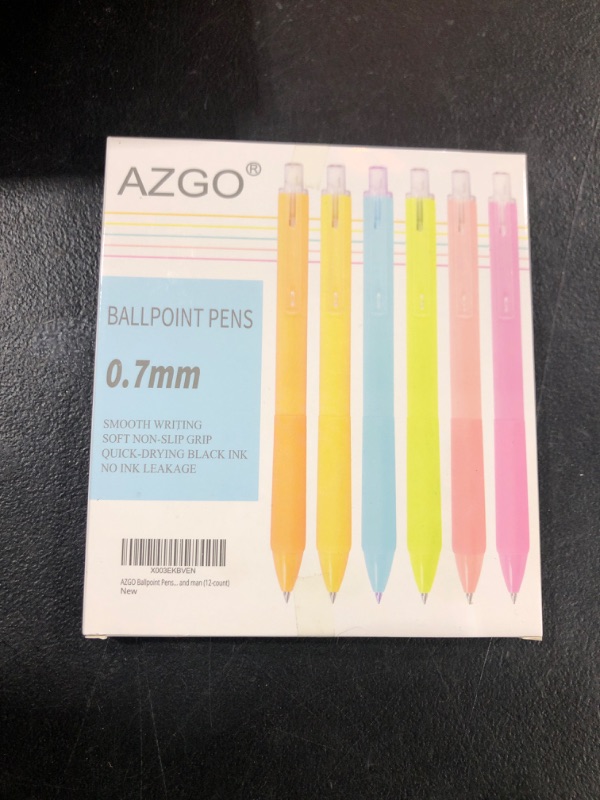 AZGO®
BALLPOINT PENS
0.7mm
SMOOTH WRITING
SOFT NON-SLIP GRIP
QUICK-DRYING BLACK INK
NO INK LEAKAGE
X003EKBVEN
AZGO Ballpoint Pens...and man (12-count)
New